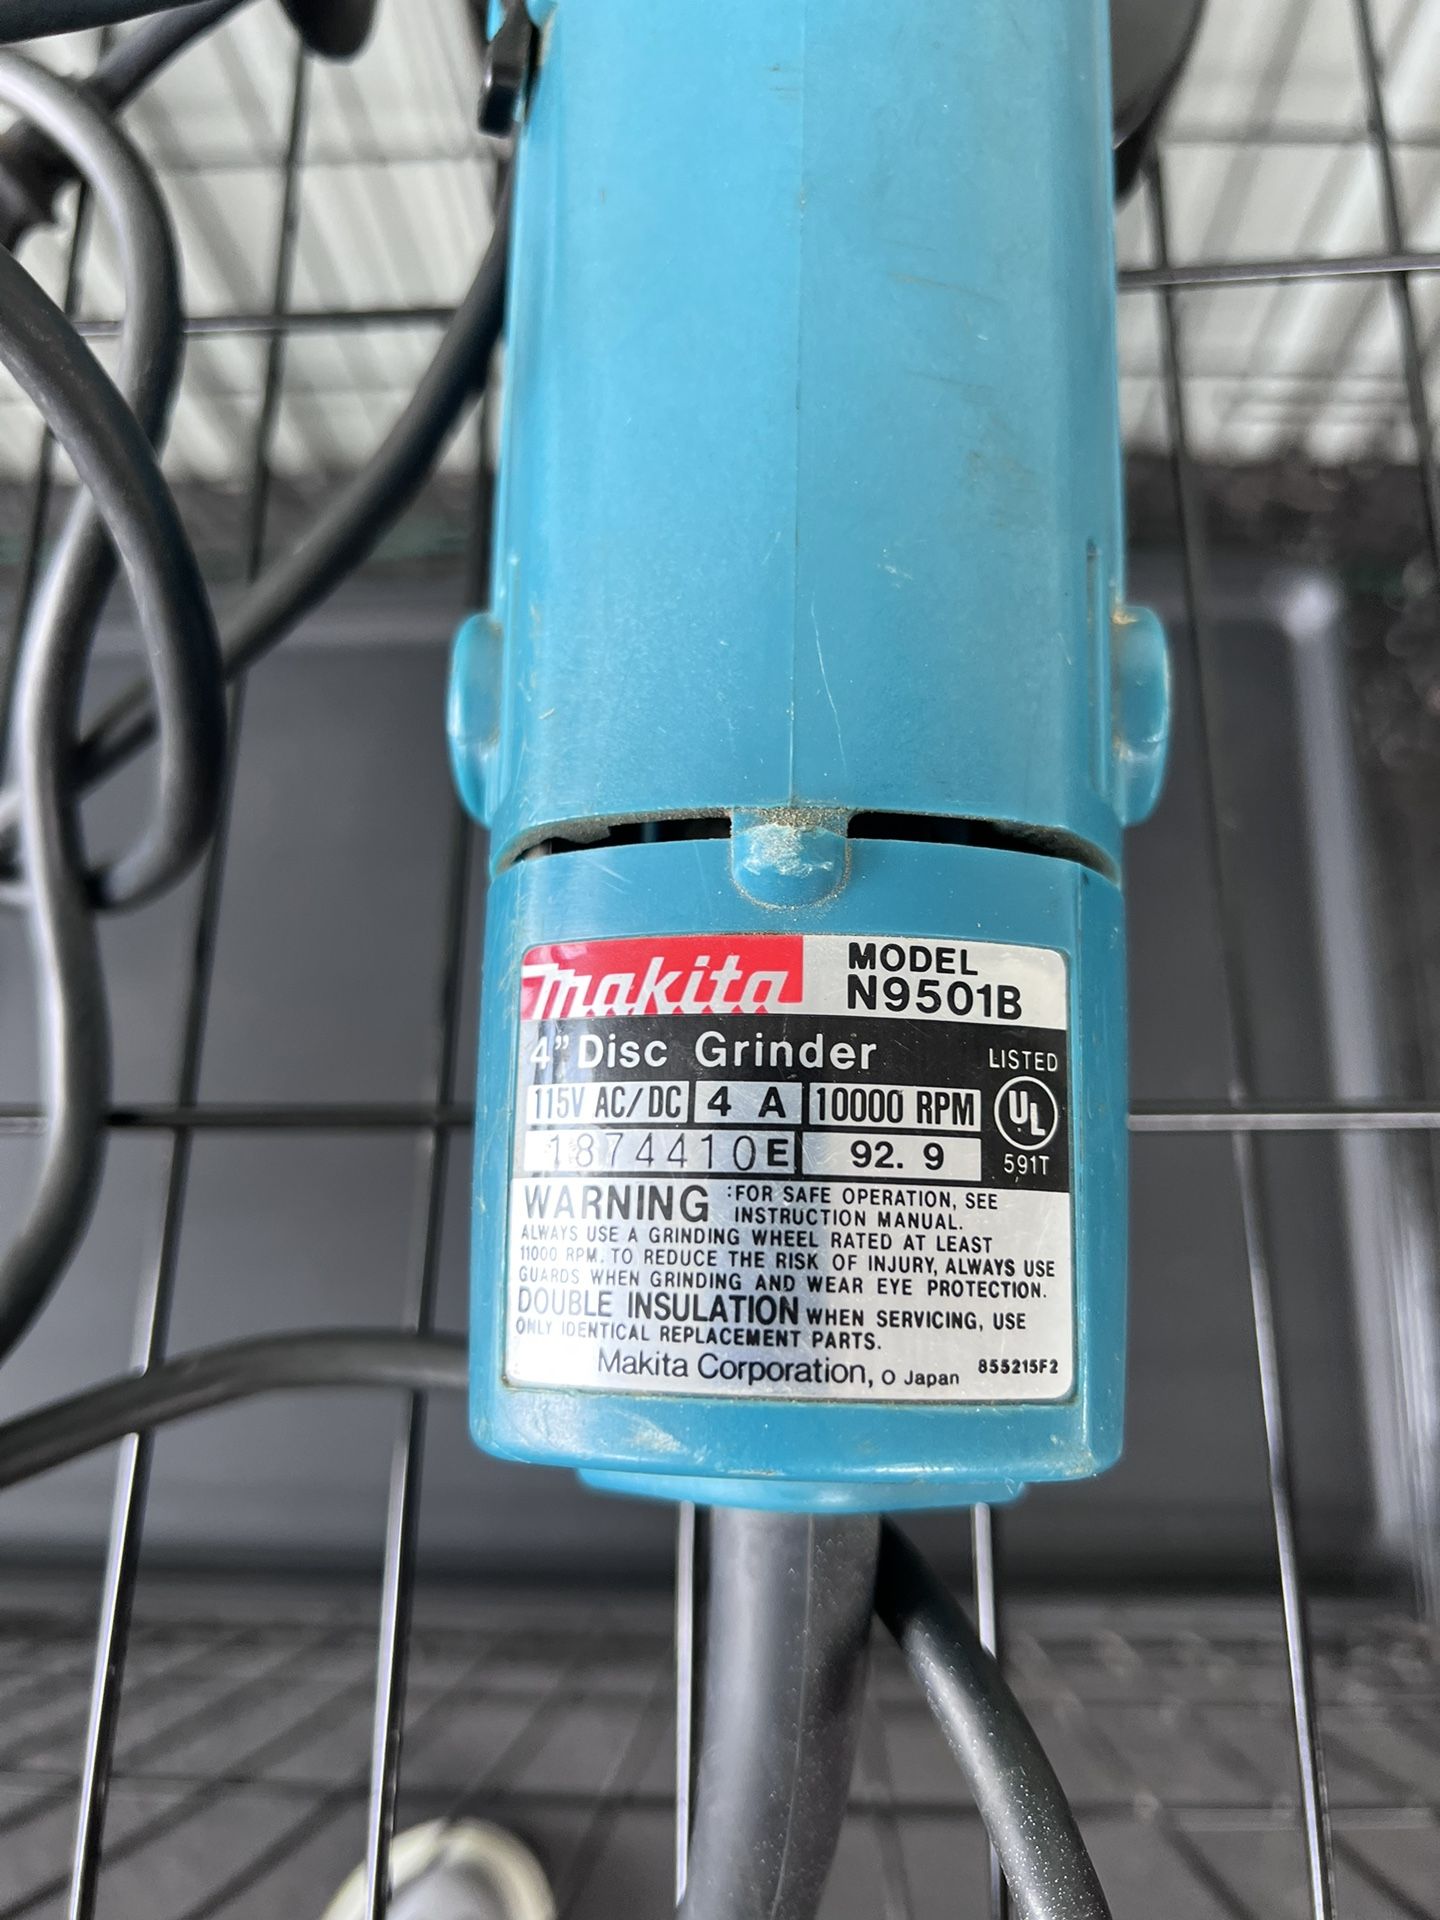 makita MODEL
N9501B
4" Disc Grinder LISTED
115V AC/DC 4 A 10000 RPM UL
1874410E 92. 9 591T
WARNING :FOR SAFE OPERATION, SEE
INSTRUCTION MANUAL.
ALWAYS USE A GRINDING WHEEL RATED AT LEAST
11000 RPM. TO REDUCE THE RISK OF INJURY, ALWAYS USE
GUARDS WHEN GRINDING AND WEAR EYE PROTECTION.
DOUBLE INSULATION WHEN SERVICING, USE
ONLY IDENTICAL REPLACEMENT PARTS.
Makita Corporation, O Japan 855215F2